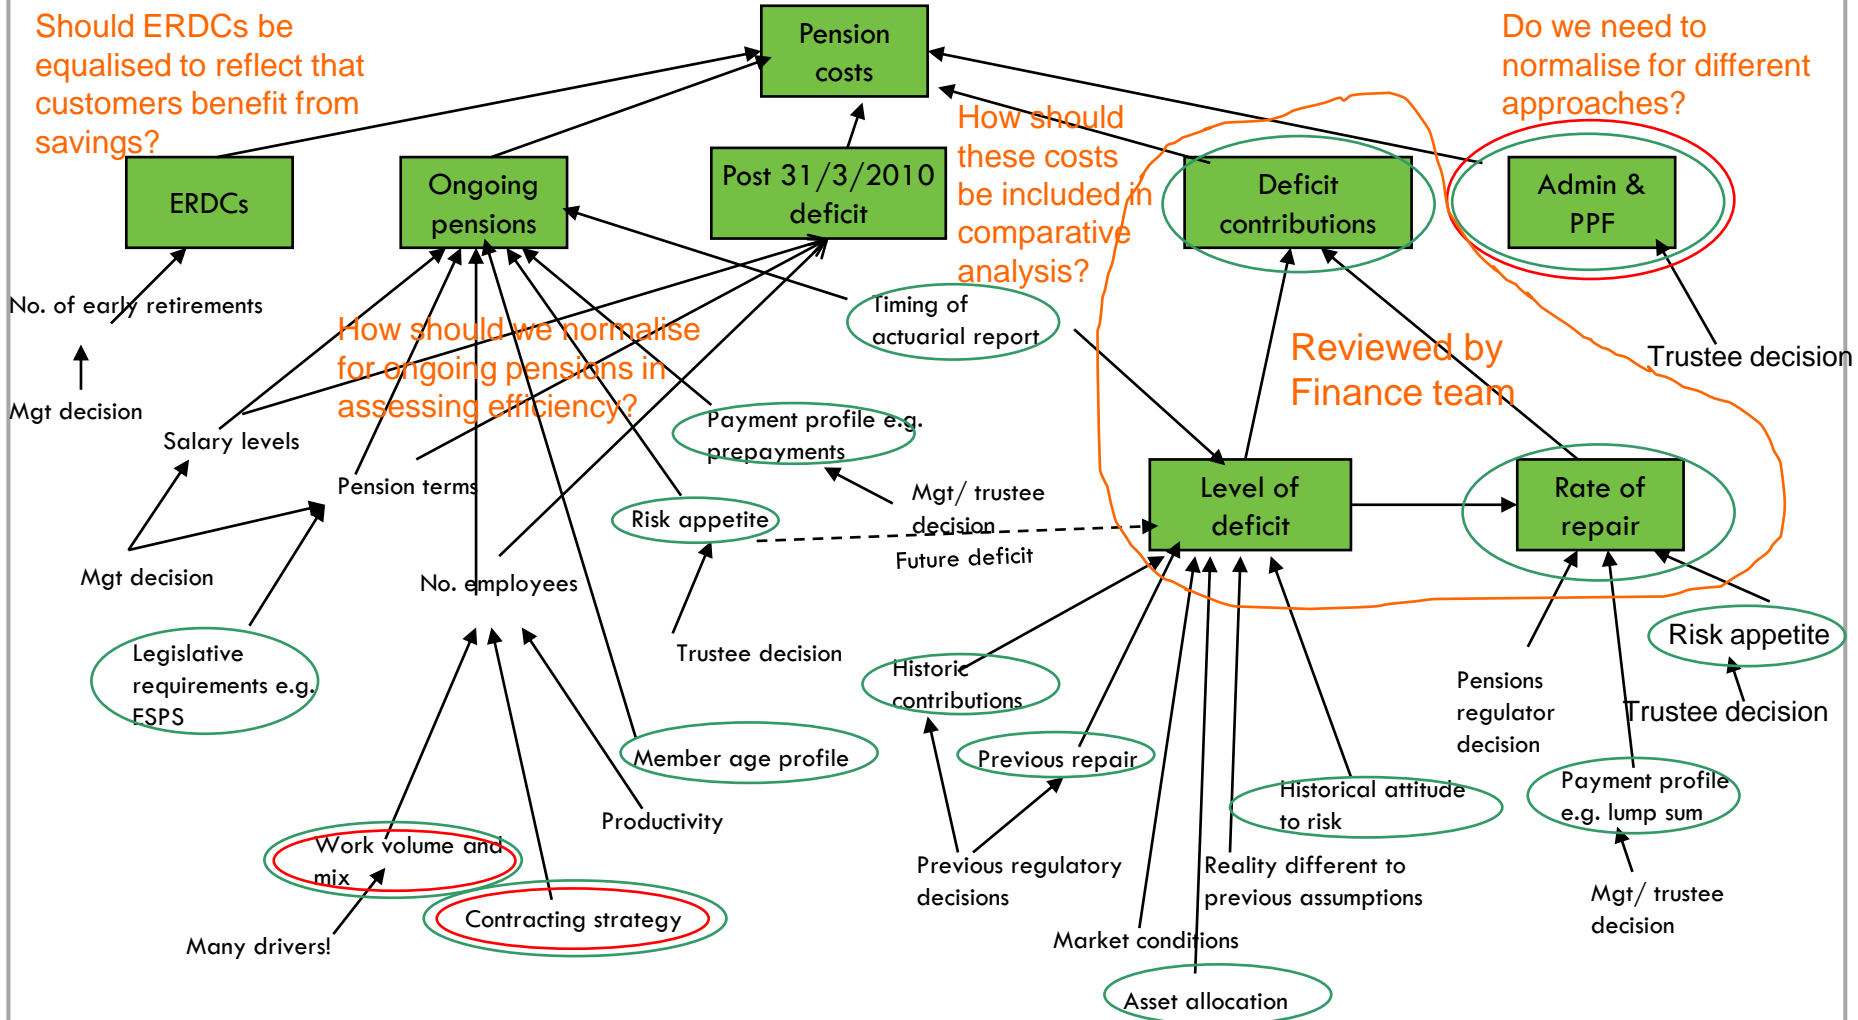 Should ERDCs be
equalised to reflect that
customers benefit from
savings?
Pension
costs
Do we need to
normalise for different
approaches?
How should
these costs
be included in
comparative
analysis?
ERDCs
Ongoing
pensions
Post 31/3/2010
deficit
Deficit
contributions
Admin &
PPF
No. of early retirements
Mgt decision
How should we normalise
for ongoing pensions in
assessing efficiency?
Timing of
actuarial report
Reviewed by
Finance team
Trustee decision
Salary levels
Pension terms
Payment profile e.g.
prepayments
Mgt/ trustee
decision
Risk appetite
Future deficit
Level of
deficit
Rate of
repair
Mgt decision
No. employees
Legislative
requirements e.g.
ESPS
Trustee decision
Historic
contributions
Pensions
regulator
decision
Risk appetite
Trustee decision
Member age profile
Previous repair
Historical attitude
to risk
Payment profile
e.g. lump sum
Productivity
Work volume and
mix
Previous regulatory
decisions
Reality different to
previous assumptions
Mgt/ trustee
decision
Contracting strategy
Many drivers!
Market conditions
Asset allocation